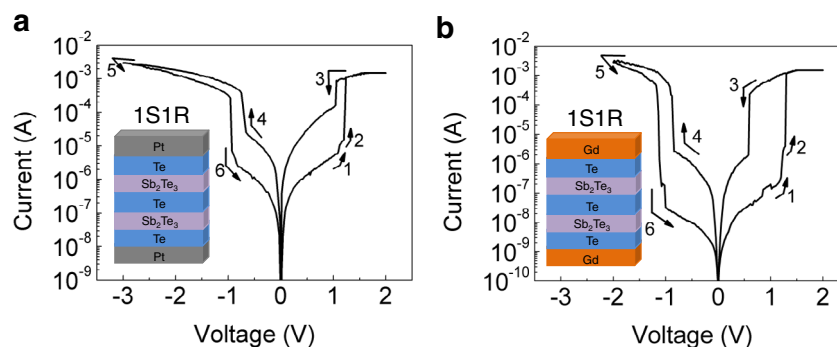 a
10⁻²
10⁻³
10⁻⁴
10⁻⁵
10⁻⁶
10⁻⁷
10⁻⁸
10⁻⁹
Current (A)
-3 -2 -1 0 1 2
Voltage (V)
1S1R
Pt
Te
Sb₂Te₃
Te
Sb₂Te₃
Te
Pt
5
4
6
3
2
1
b
10⁻²
10⁻³
10⁻⁴
10⁻⁵
10⁻⁶
10⁻⁷
10⁻⁸
10⁻⁹
10⁻¹⁰
Current (A)
-3 -2 -1 0 1 2
Voltage (V)
1S1R
Gd
Te
Sb₂Te₃
Te
Sb₂Te₃
Te
Gd
5
4
6
3
2
1